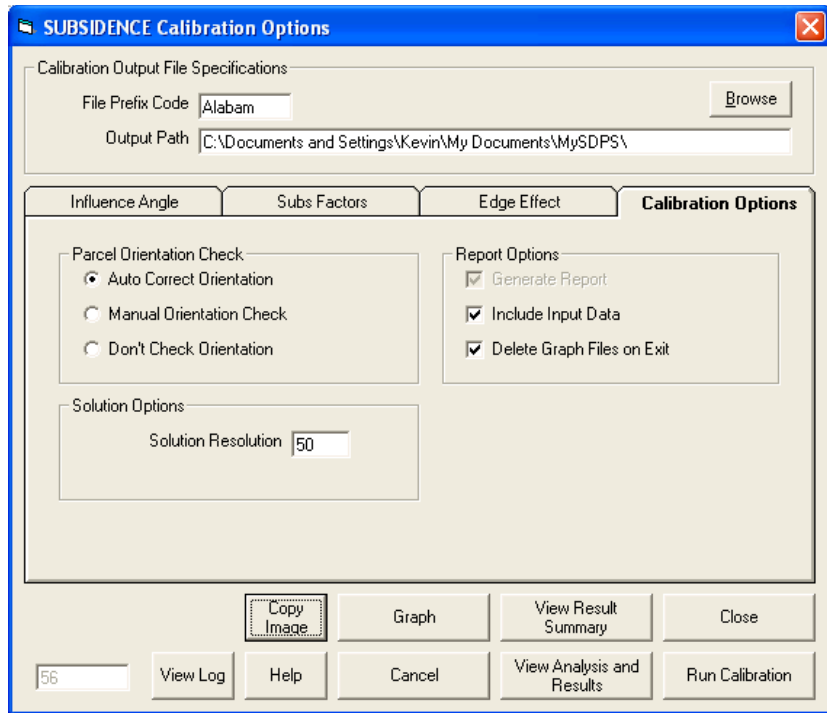 SUBSIDENCE Calibration Options
Calibration Output File Specifications
File Prefix Code Alabam
Browse
Output Path C:\Documents and Settings\Kevin\My Documents\MySDPS\
Influence Angle Subs Factors Edge Effect Calibration Options
Parcel Orientation Check
Auto Correct Orientation
Manual Orientation Check
Don't Check Orientation
Report Options
Generate Report
Include Input Data
Delete Graph Files on Exit
Solution Options
Solution Resolution 50
Copy Image
Graph
View Result Summary
Close
56
View Log
Help
Cancel
View Analysis and Results
Run Calibration